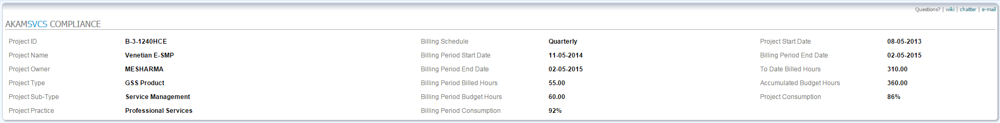 Questions? | wiki | chatter | e-mail
AKAMSVCS COMPLIANCE
Project ID B-3-1240HCE Billing Schedule Quarterly Project Start Date 08-05-2013
Project Name Venetian E-SMP Billing Period Start Date 11-05-2014 Billing Period End Date 02-05-2015
Project Owner MESHARMA Billing Period End Date 02-05-2015 To Date Billed Hours 310.00
Project Type GSS Product Billing Period Billed Hours 55.00 Accumulated Budget Hours 360.00
Project Sub-Type Service Management Billing Period Budget Hours 60.00 Project Consumption 86%
Project Practice Professional Services Billing Period Consumption 92%